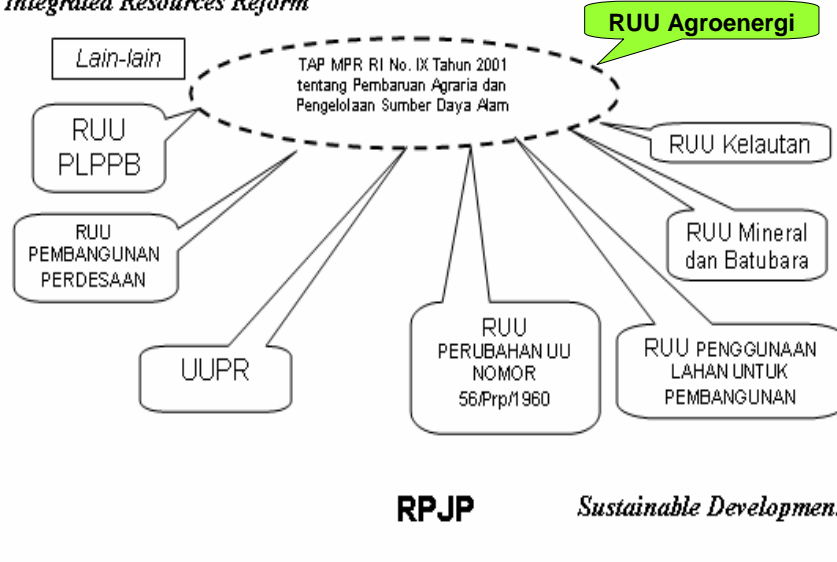 Integrated Resources Reform
RUU Agroenergi
Lain-lain
TAP MPR RI No. IX Tahun 2001
tentang Pembaruan Agraria dan
Pengelolaan Sumber Daya Alam
RUU
PLPPB
RUU Kelautan
RUU
PEMBANGUNAN
PERDESAAN
RUU Mineral
dan Batubara
UUPR
RUU
PERUBAHAN UU
NOMOR
56/Prp/1960
RUU PENGGUNAAN
LAHAN UNTUK
PEMBANGUNAN
RPJP
Sustainable Developmen